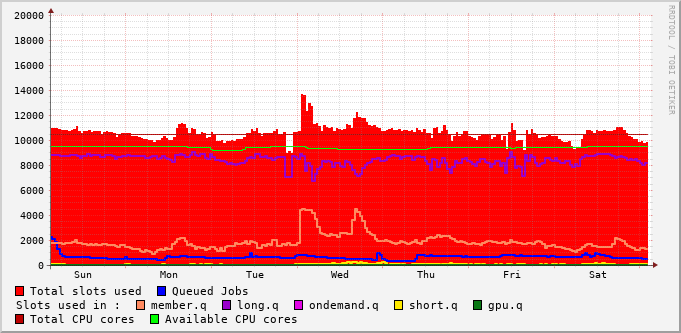 RRDTOOL / TOBI OETIKER
20000
18000
16000
14000
12000
10000
8000
6000
4000
2000
0
Sun Mon Tue Wed Thu Fri Sat
Total slots used Queued Jobs
Slots used in : member.q long.q ondemand.q short.q gpu.q
Total CPU cores Available CPU cores